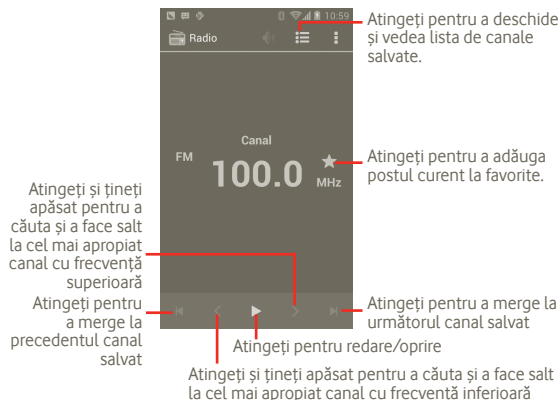 10:59
Radio
Canal
FM
100.0
MHz
Atingeți pentru a deschide
și vedea lista de canale
salvate.
Atingeți pentru a adăuga
postul curent la favorite.
Atingeți și țineți
apăsat pentru a
căuta și a face salt
la cel mai apropiat
canal cu frecvență
superioară
Atingeți pentru
a merge la
precedentul canal
salvat
Atingeți pentru a merge la
următorul canal salvat
Atingeți pentru redare/oprire
Atingeți și țineți apăsat pentru a căuta și a face salt
la cel mai apropiat canal cu frecvență inferioară